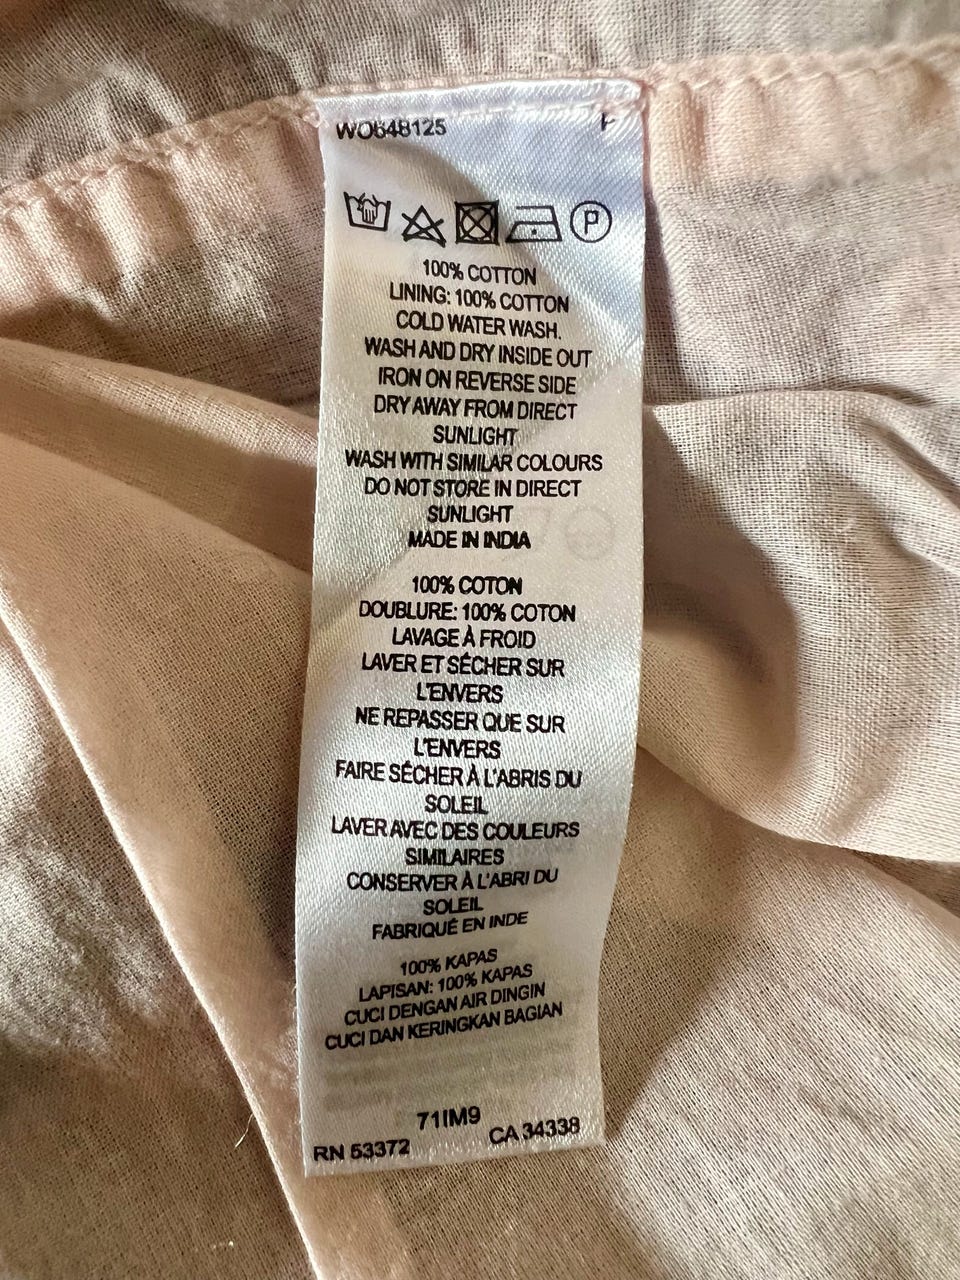 WO648125
P
100% COTTON
LINING: 100% COTTON
COLD WATER WASH.
WASH AND DRY INSIDE OUT
IRON ON REVERSE SIDE
DRY AWAY FROM DIRECT
SUNLIGHT
WASH WITH SIMILAR COLOURS
DO NOT STORE IN DIRECT
SUNLIGHT
MADE IN INDIA
100% COTON
DOUBLURE: 100% COTON
LAVAGE À FROID
LAVER ET SÉCHER SUR
L'ENVERS
NE REPASSER QUE SUR
L'ENVERS
FAIRE SÉCHER À L'ABRIS DU
SOLEIL
LAVER AVEC DES COULEURS
SIMILAIRES
CONSERVER À L'ABRI DU
SOLEIL
FABRIQUÉ EN INDE
100% KAPAS
LAPISAN: 100% KAPAS
CUCI DENGAN AIR DINGIN
CUCI DAN KERINGKAN BAGIAN
71IM9
RN 53372 CA 34338